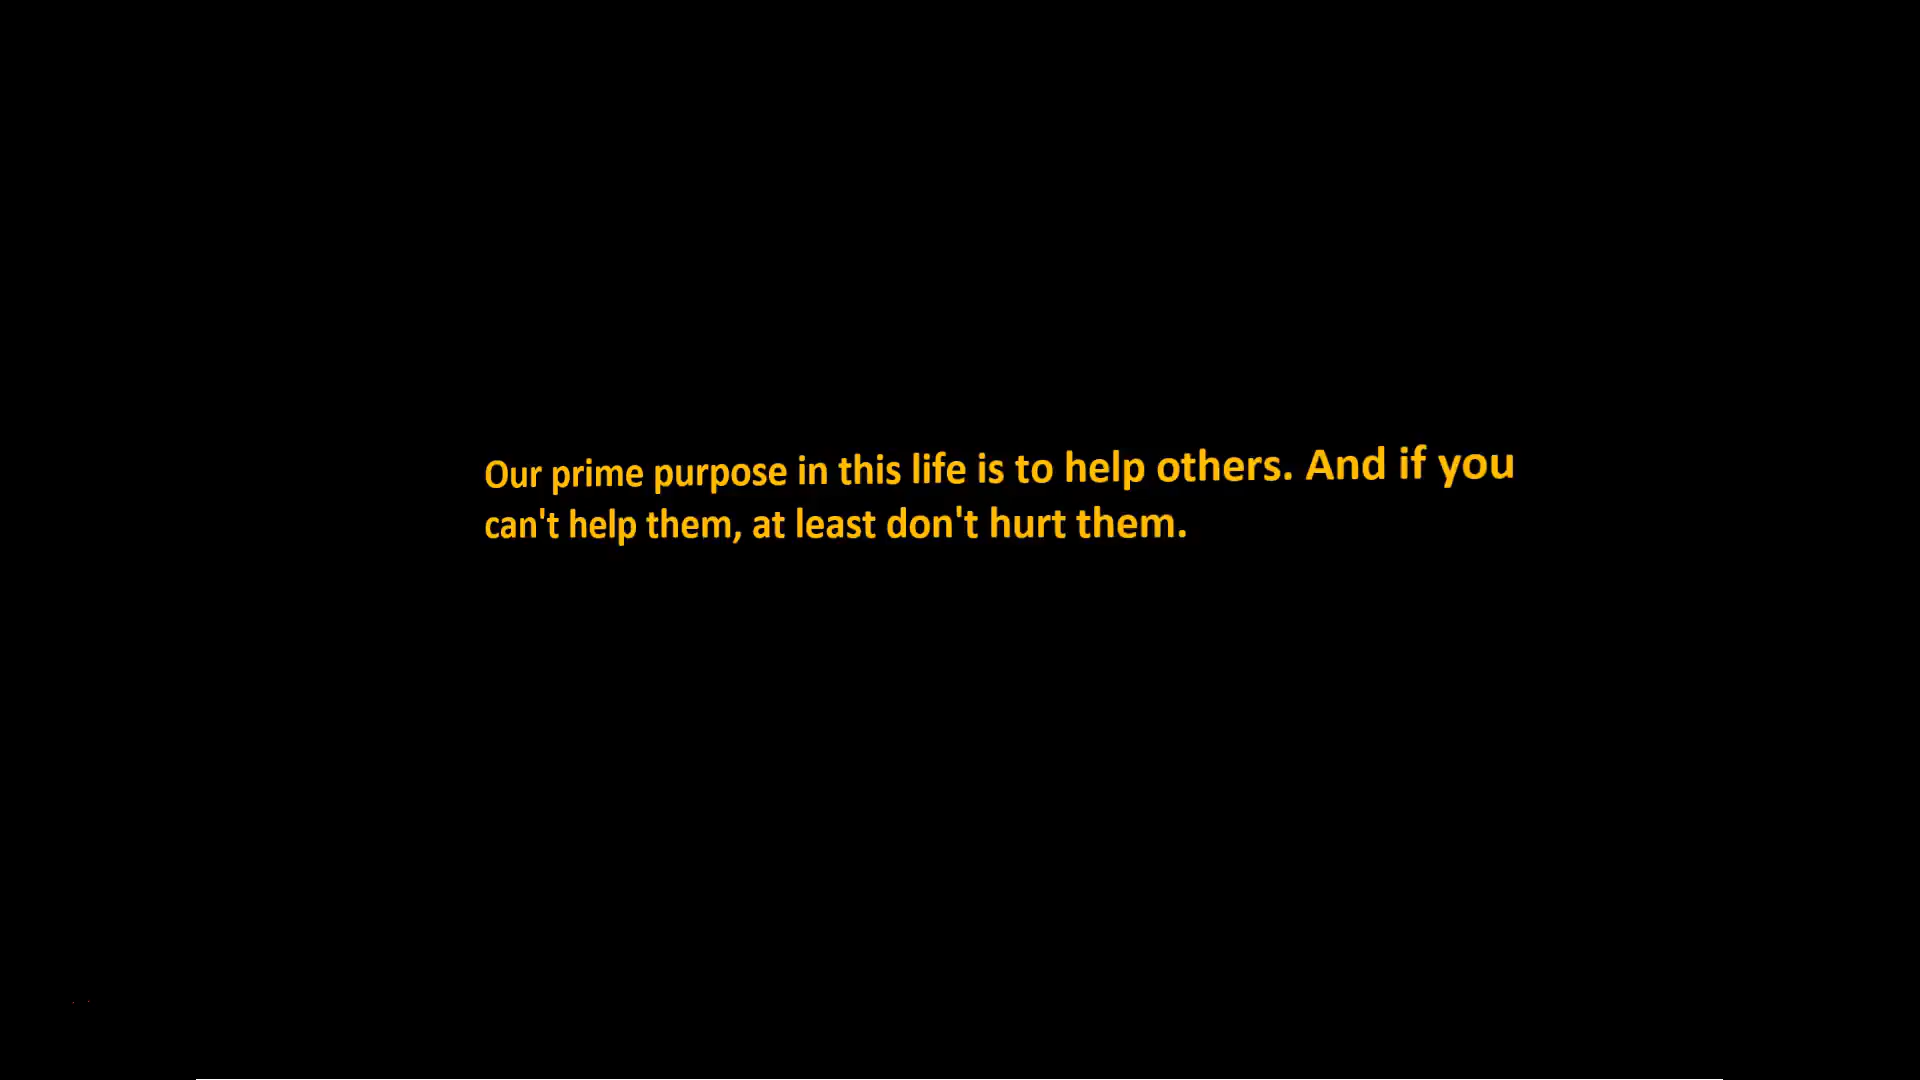 Our prime purpose in this life is to help others. And if you
can't help them, at least don't hurt them.